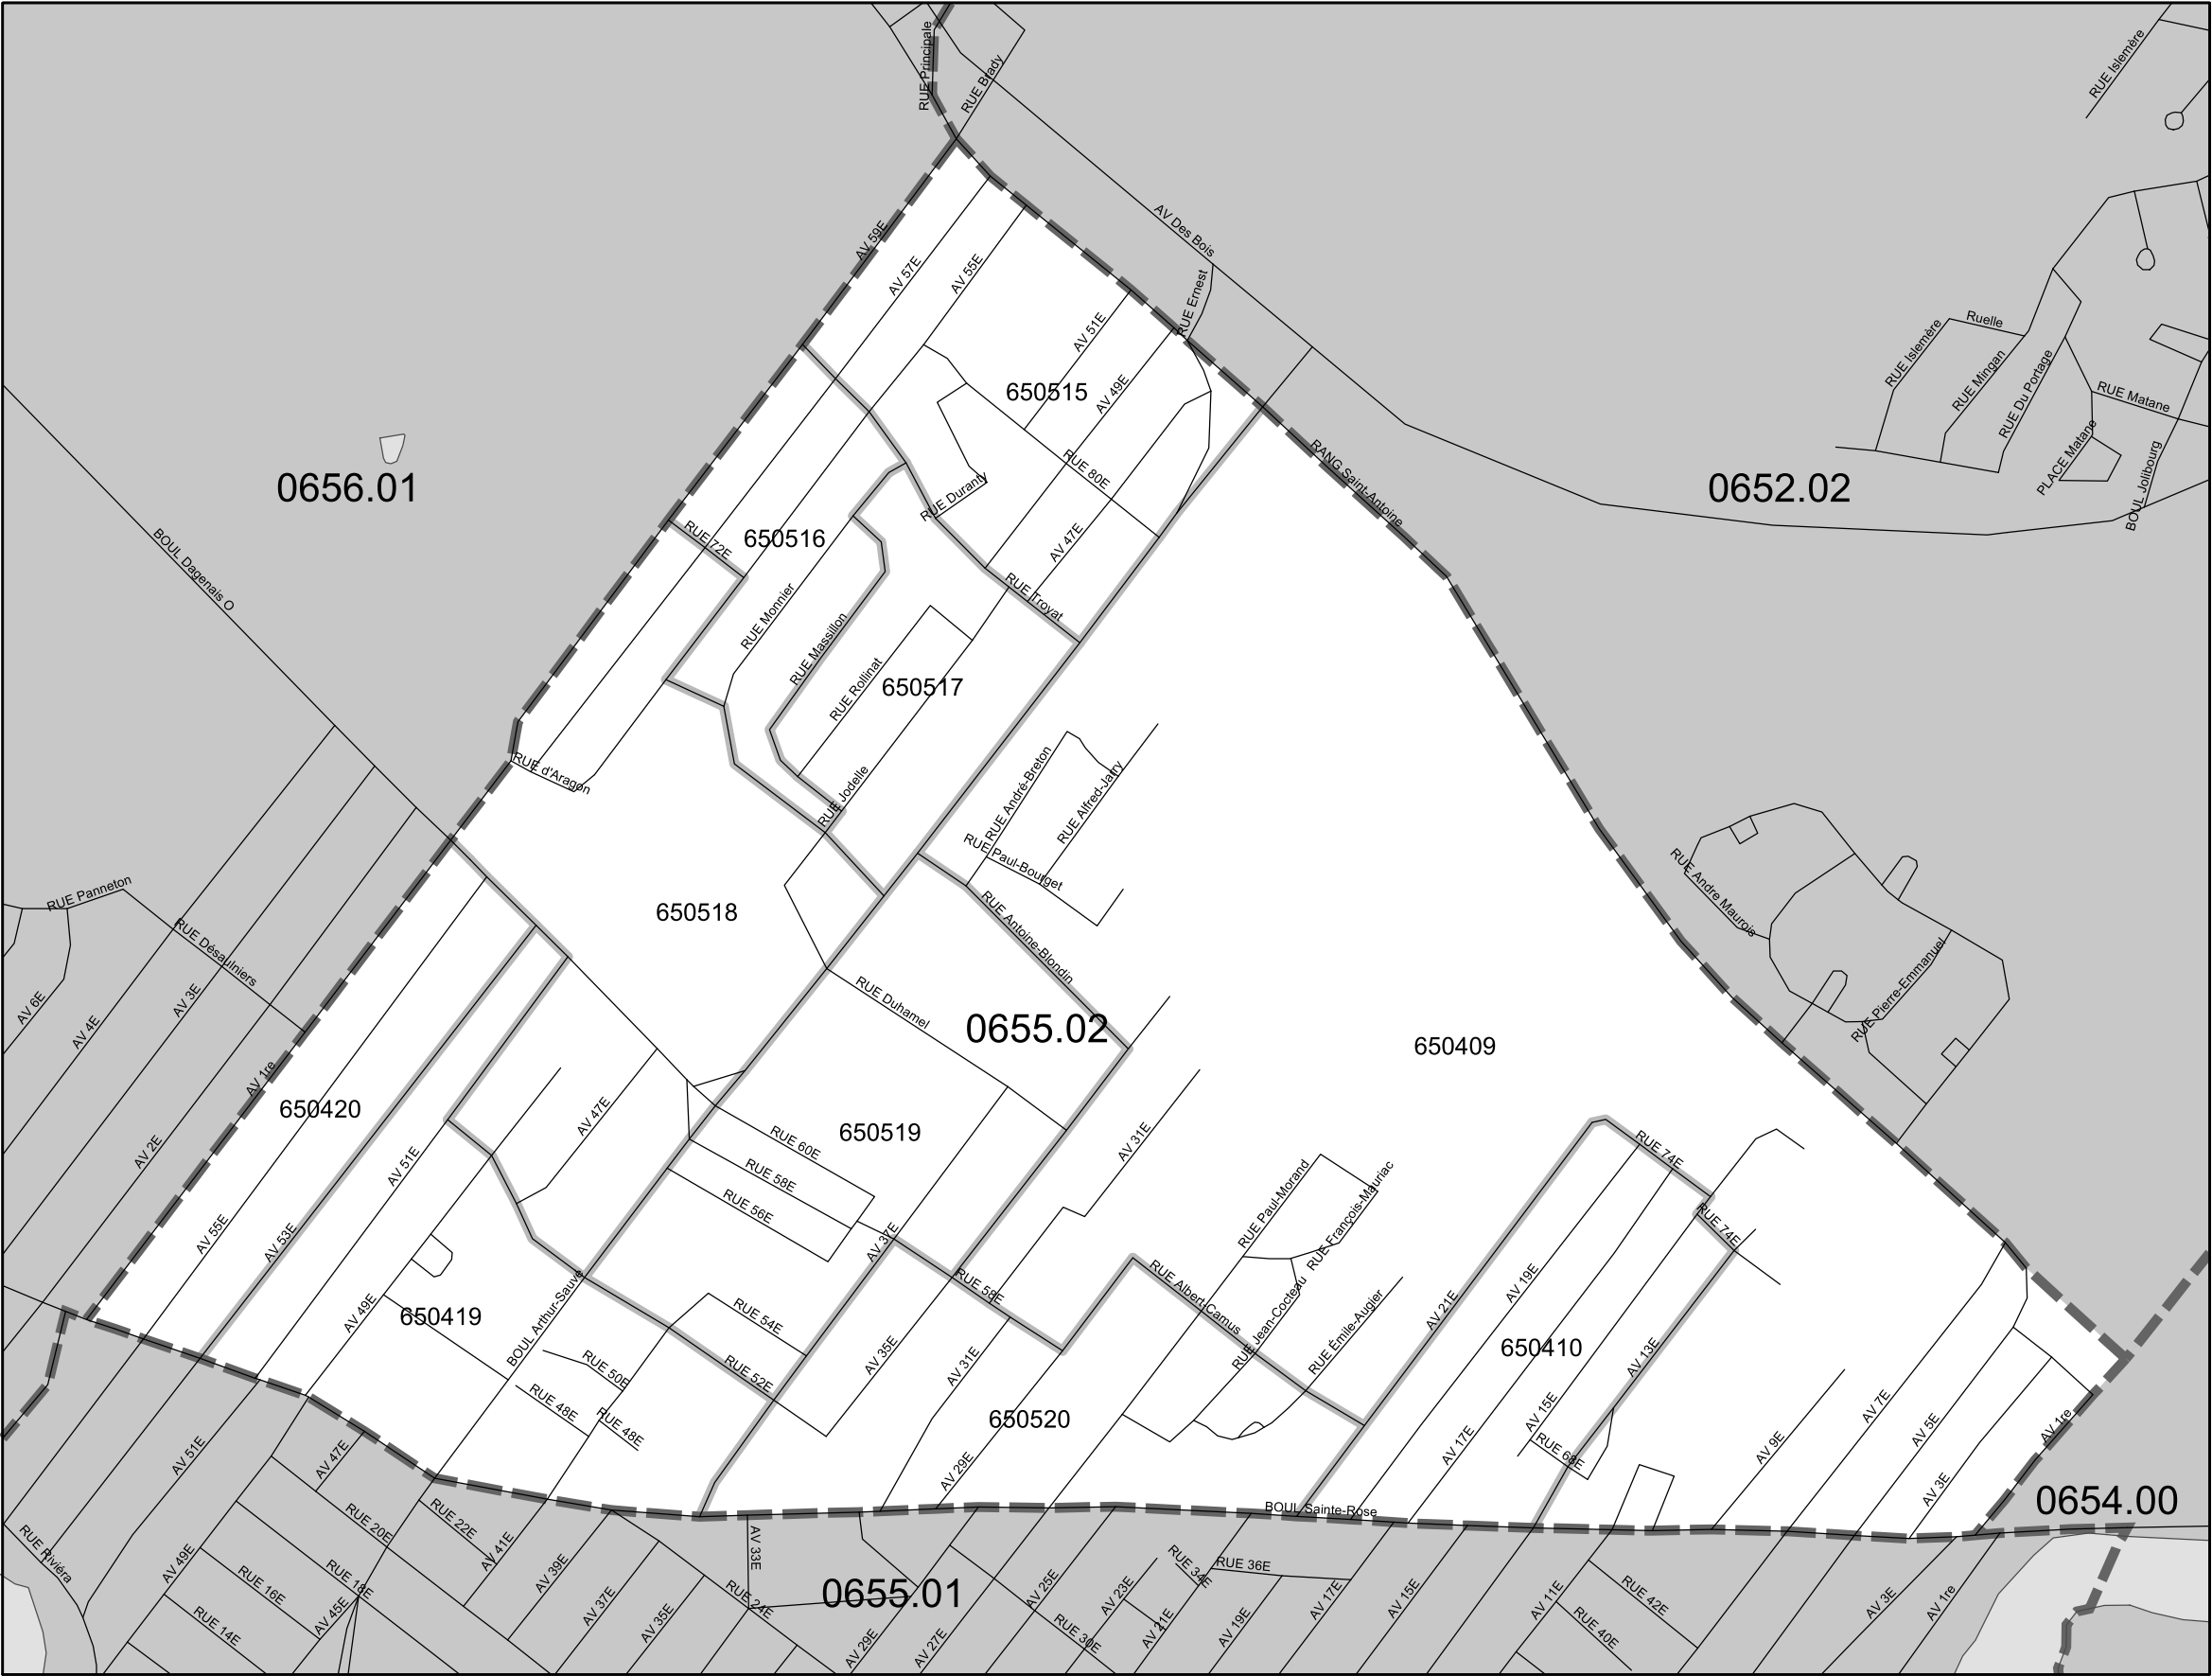 RUE Principale
RUE Brady
RUE Islemère
AV Des Bois
AV 59E
AV 57E
AV 55E
RUE Ernest
AV 51E
650515
AV 49E
Ruelle
RUE Islemère
RUE Mingan
RUE Du Portage
RUE Matane
PLACE Matane
BOUL Jolibourg
0656.01
RUE 80E
RANG Saint-Antoine
0652.02
RUE Duranty
RUE 72E
650516
AV 47E
BOUL Dagenais O
RUE Troyat
RUE Monnier
RUE Massillon
RUE Rollinat
650517
RUE d'Aragon
RUE Jodelle
RUE André-Breton
RUE Alfred-Jarry
RUE Paul-Bourget
RUE Andre Maurois
RUE Panneton
RUE Désaulniers
650518
RUE Antoine-Blondin
RUE Pierre-Emmanuel
AV 6E
AV 4E
AV 3E
RUE Duhamel
0655.02
650409
AV 1re
650420
AV 47E
650519
RUE 60E
AV 2E
AV 51E
RUE 58E
AV 31E
RUE 74E
RUE 56E
RUE Paul-Morand
RUE François-Mauriac
AV 55E
AV 53E
AV 37E
RUE 74E
RUE 58E
RUE Albert-Camus
AV 19E
AV 21E
AV 49E
650419
BOUL Arthur-Sauvé
RUE 54E
RUE Jean-Cocteau
RUE Émile-Augier
650410
AV 13E
RUE 50E
RUE 52E
AV 35E
AV 31E
RUE 48E
RUE 48E
650520
AV 15E
AV 7E
AV 5E
AV 1re
AV 51E
AV 47E
AV 29E
AV 17E
RUE 68E
AV 9E
AV 3E
BOUL Sainte-Rose
0654.00
RUE 20E
RUE 22E
AV 41E
AV 33E
RUE Riviéra
AV 49E
RUE 16E
RUE 18E
AV 39E
AV 37E
AV 35E
RUE 24E
0655.01
AV 25E
AV 23E
RUE 34E
RUE 36E
AV 17E
AV 15E
AV 11E
RUE 42E
AV 3E
AV 1re
RUE 14E
AV 45E
AV 29E
AV 27E
RUE 30E
AV 21E
AV 19E
RUE 40E